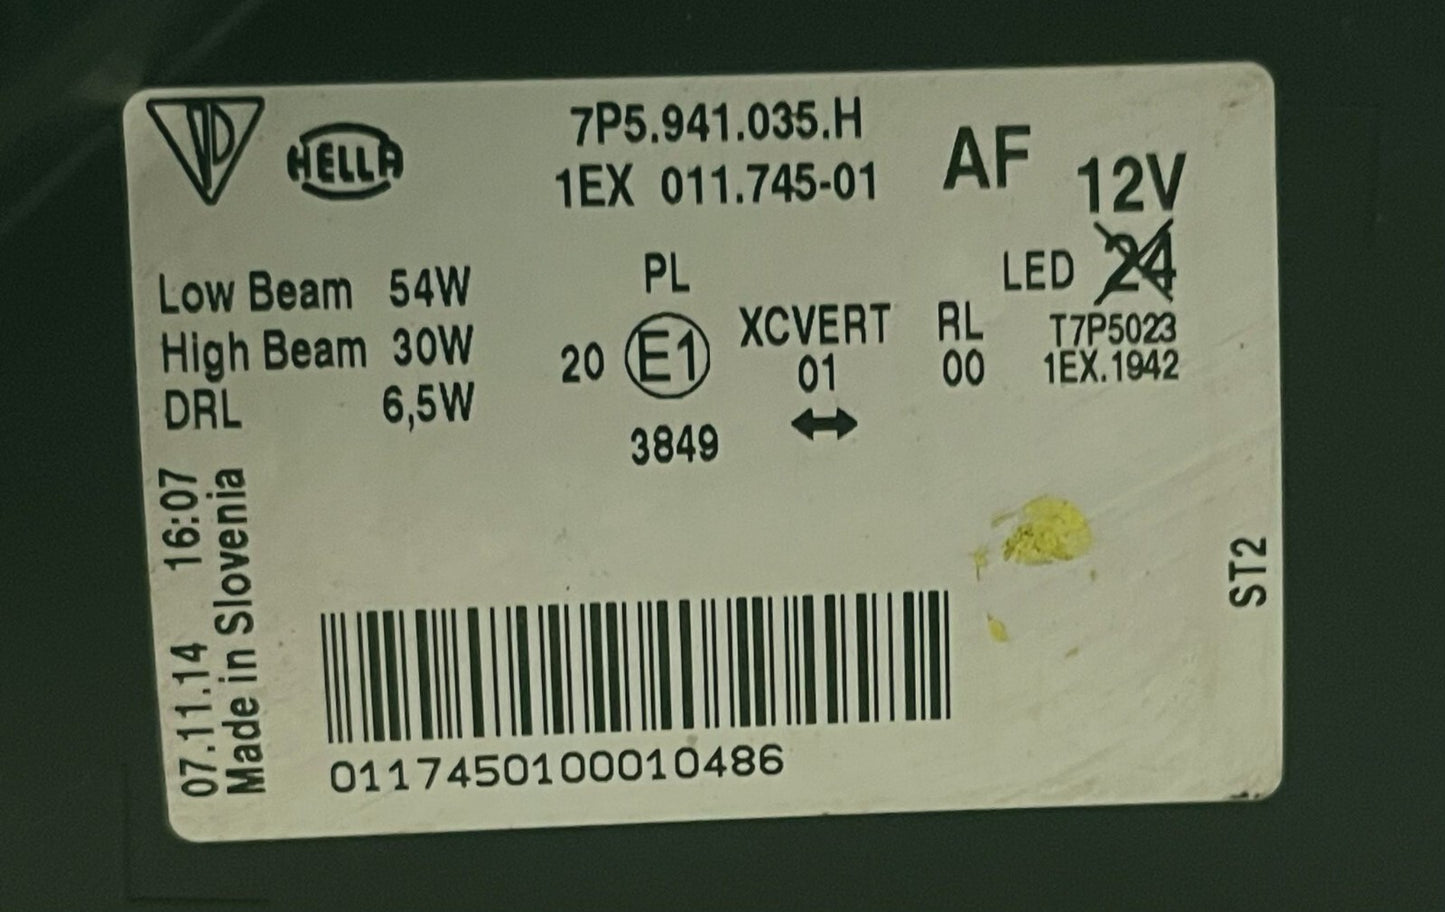 HELLA
7P5.941.035.H
1EX 011.745-01
AF
12V
LED 24
T7P5023
1EX.1942
Low Beam 54W
High Beam 30W
DRL 6,5W
PL
20 E1
3849
XCVERT
01
RL
00
07.11.14 16:07
Made in Slovenia
ST2
0117450100010486